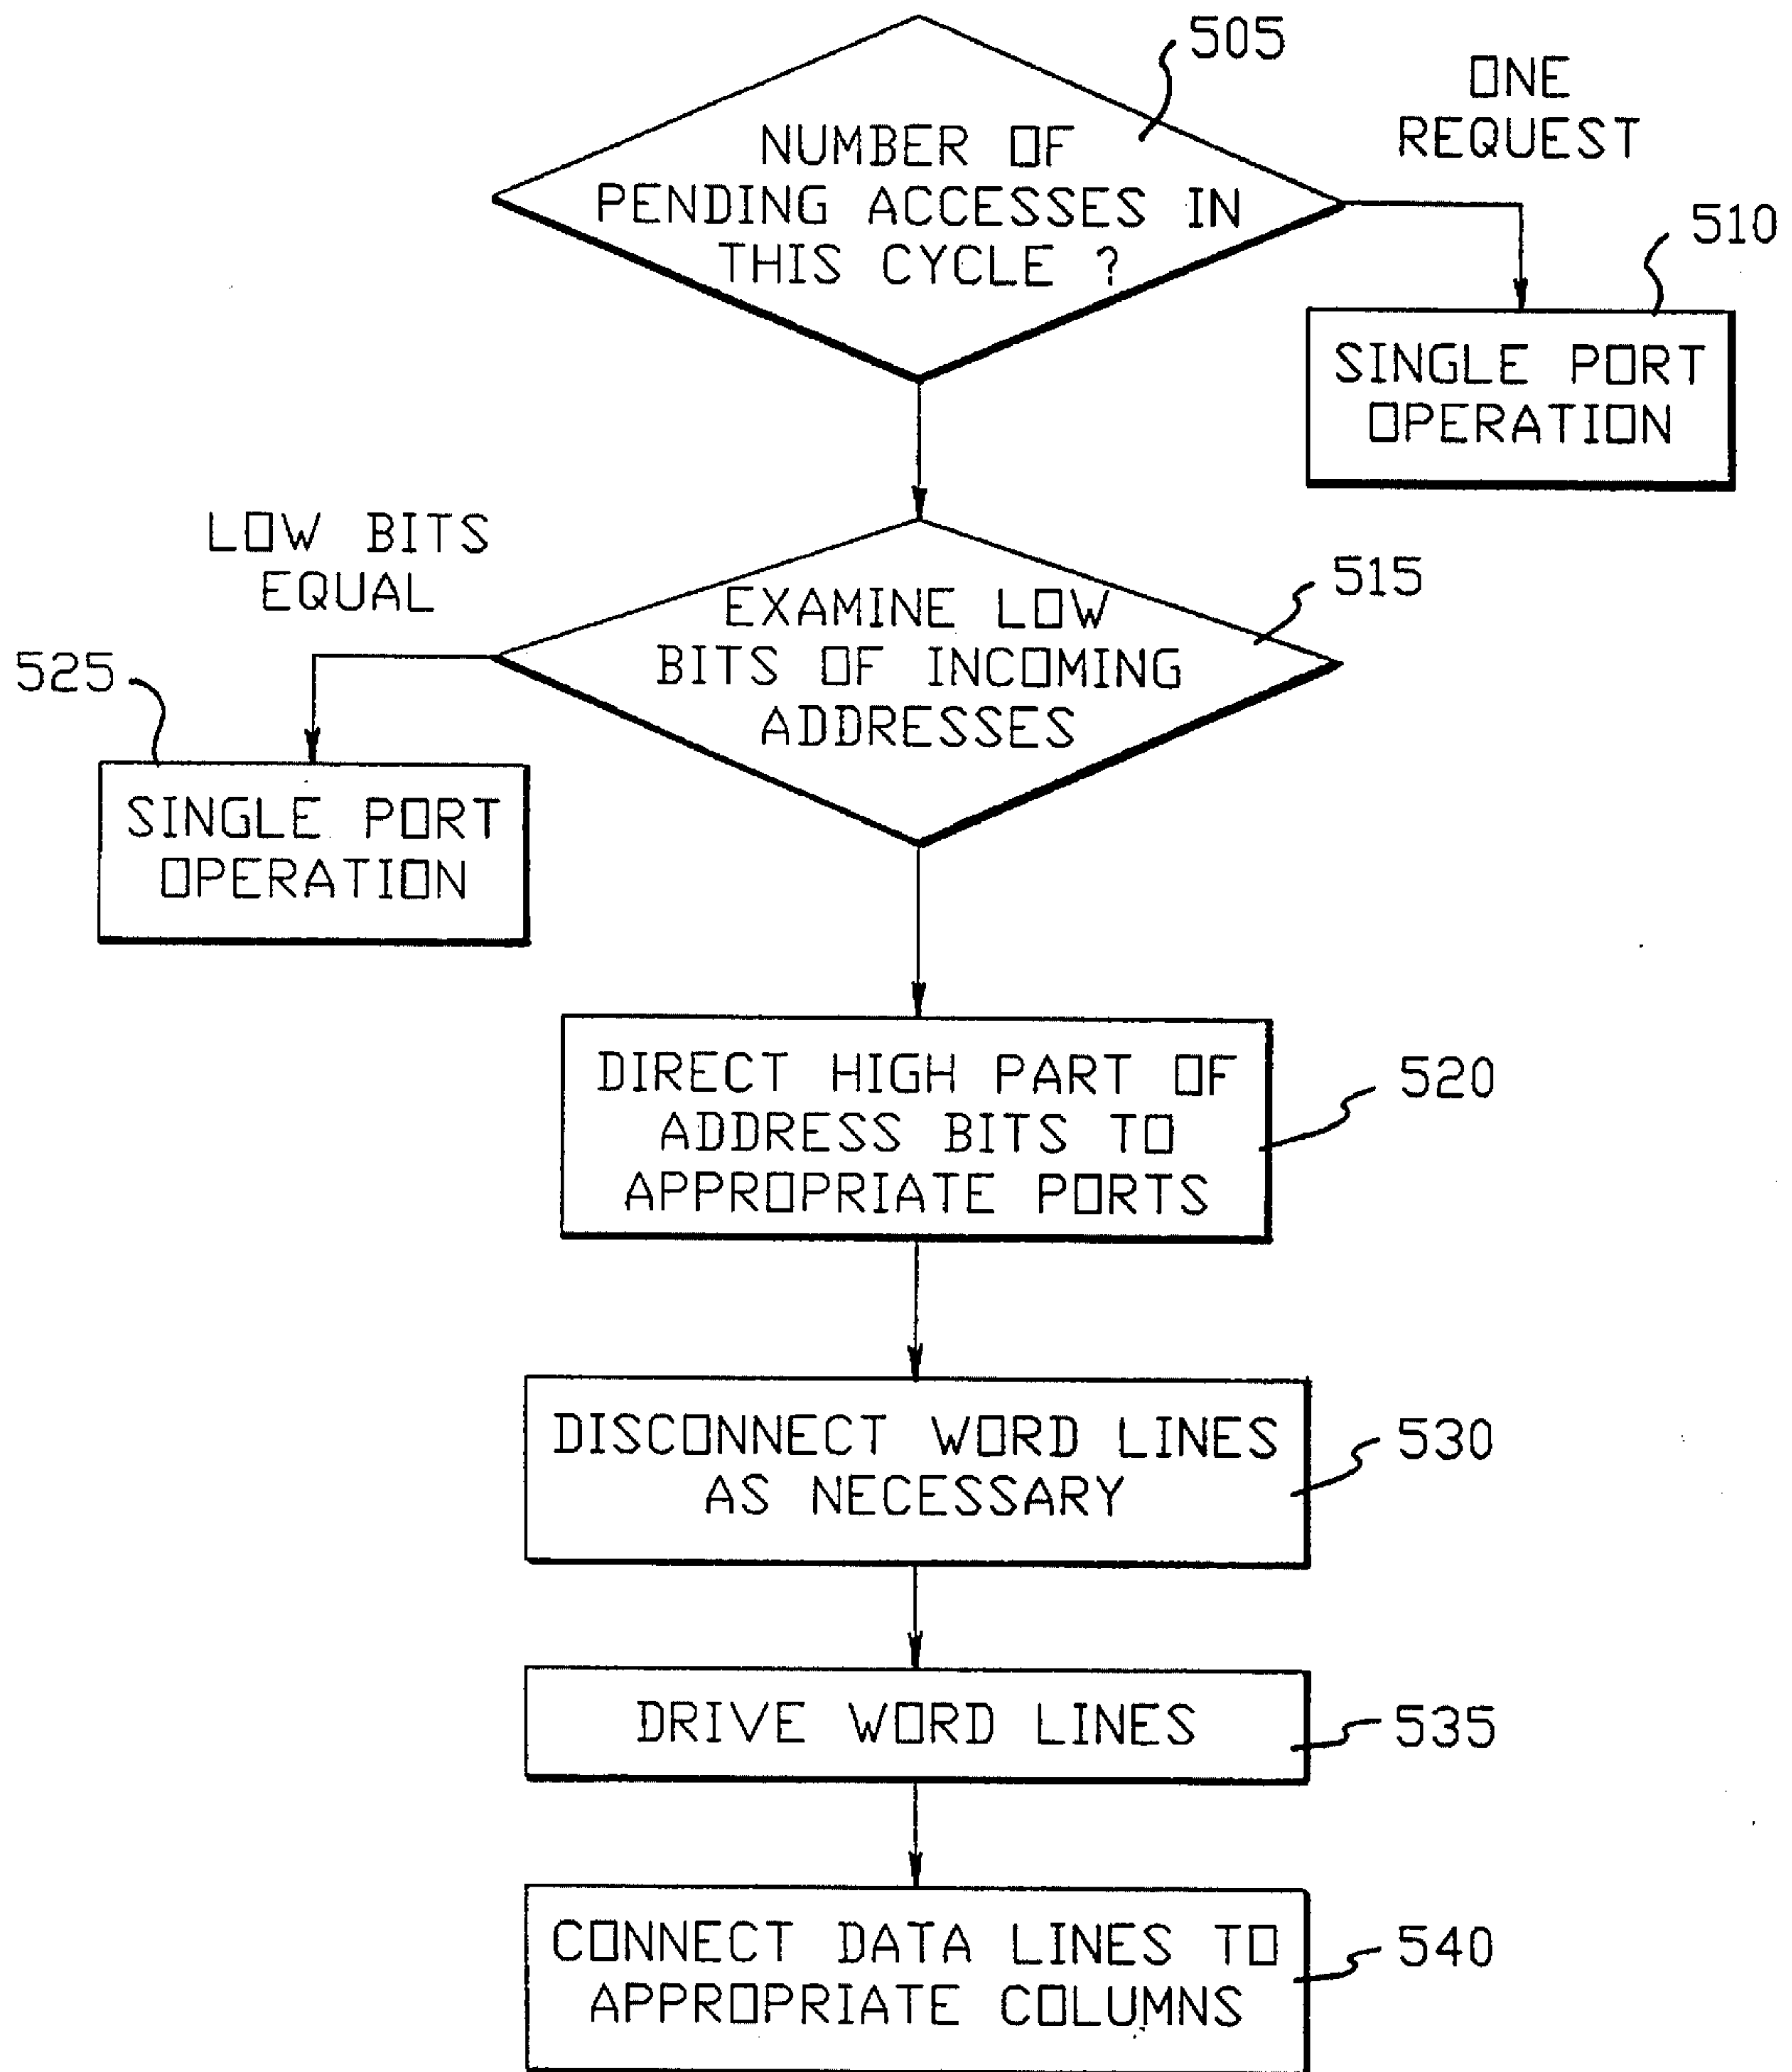 505
ONE
REQUEST
NUMBER OF
PENDING ACCESSES IN
THIS CYCLE ?
510
SINGLE PORT
OPERATION
LOW BITS
EQUAL
515
EXAMINE LOW
BITS OF INCOMING
ADDRESSES
525
SINGLE PORT
OPERATION
DIRECT HIGH PART OF
ADDRESS BITS TO
APPROPRIATE PORTS
520
DISCONNECT WORD LINES
AS NECESSARY
530
DRIVE WORD LINES
535
CONNECT DATA LINES TO
APPROPRIATE COLUMNS
540